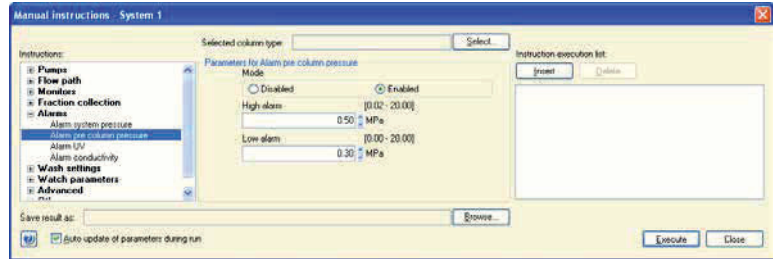 Manual instructions - System 1
Selected column type:
Select...
Instructions:
Pumps
Flow path
Monitors
Fraction collection
Alarms
Alarm system pressure
Alarm pre column pressure
Alarm UV
Alarm conductivity
Wash settings
Watch parameters
Advanced
Parameters for Alarm pre column pressure
Mode
Disabled Enabled
High alarm [0.02 - 20.00]
0.50 MPa
Low alarm [0.00 - 20.00]
0.30 MPa
Instruction execution list:
Insert Delete
Save result as:
Browse...
Auto update of parameters during run
Execute Close